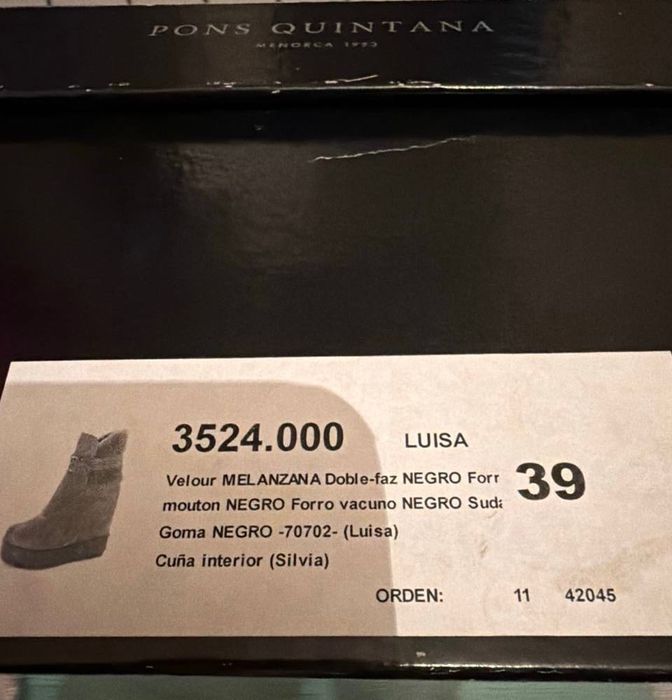 PONS QUINTANA
MENORCA 1953
3524.000
LUISA
Velour MELANZANA Doble-faz NEGRO Forr
mouton NEGRO Forro vacuno NEGRO Sud
Goma NEGRO -70702- (Luisa)
Cuña interior (Silvia)
39
ORDEN: 11 42045